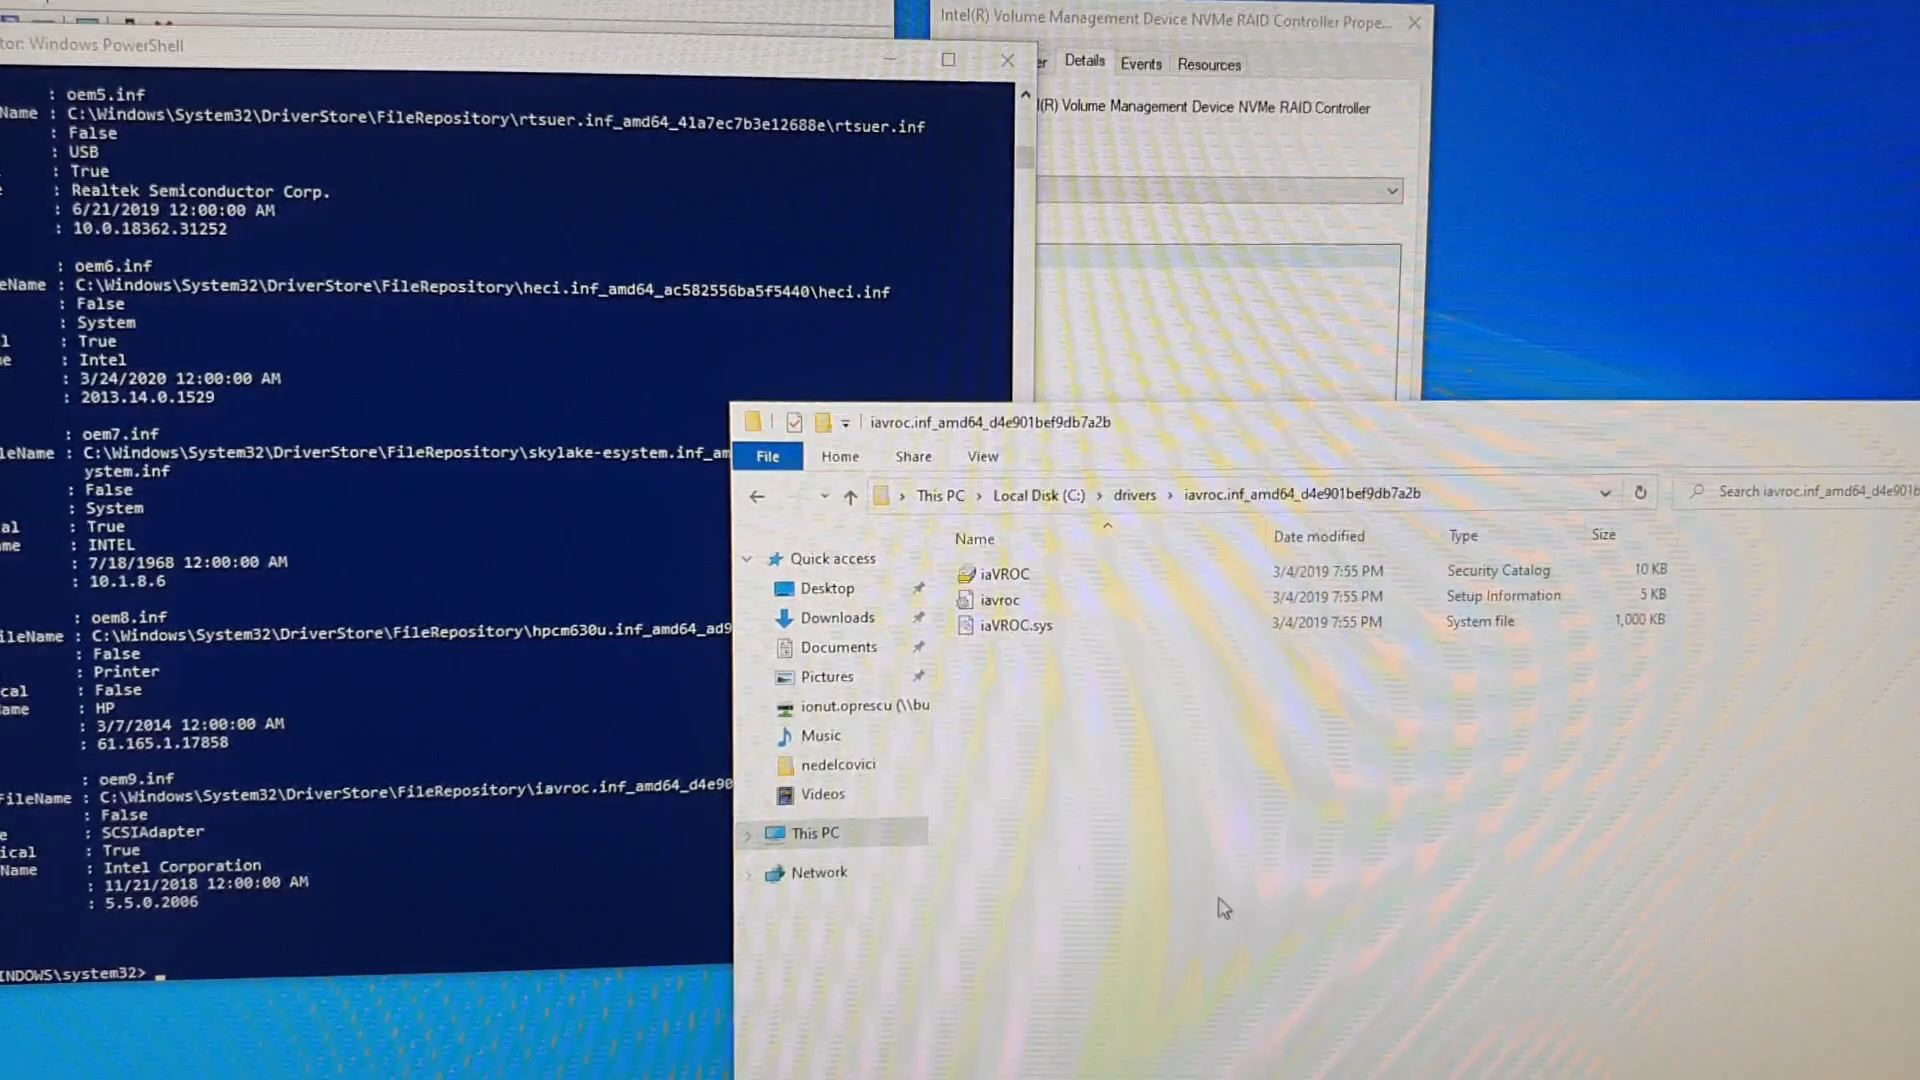 tor: Windows PowerShell
: oem5.inf
Name : C:\Windows\System32\DriverStore\FileRepository\rtsuer.inf_amd64_41a7ec7b3e12688e\rtsuer.inf
: False
: USB
: True
: Realtek Semiconductor Corp.
: 6/21/2019 12:00:00 AM
: 10.0.18362.31252
: oem6.inf
eName : C:\Windows\System32\DriverStore\FileRepository\heci.inf_amd64_ac582556ba5f5440\heci.inf
: False
: System
l : True
e : Intel
: 3/24/2020 12:00:00 AM
: 2013.14.0.1529
: oem7.inf
leName : C:\Windows\System32\DriverStore\FileRepository\skylake-esystem.inf_am
ystem.inf
: False
: System
al : True
me : INTEL
: 7/18/1968 12:00:00 AM
: 10.1.8.6
: oem8.inf
ileName : C:\Windows\System32\DriverStore\FileRepository\hpcm630u.inf_amd64_ad9
: False
: Printer
cal : False
ame : HP
: 3/7/2014 12:00:00 AM
: 61.165.1.17858
: oem9.inf
FileName : C:\Windows\System32\DriverStore\FileRepository\iavroc.inf_amd64_d4e90
: False
e : SCSIAdapter
ical : True
Name : Intel Corporation
: 11/21/2018 12:00:00 AM
: 5.5.0.2006
INDOWS\system32>
Intel(R) Volume Management Device NVMe RAID Controller Prope...
er Details Events Resources
l(R) Volume Management Device NVMe RAID Controller
iavroc.inf_amd64_d4e901bef9db7a2b
File Home Share View
This PC > Local Disk (C:) > drivers > iavroc.inf_amd64_d4e901bef9db7a2b
Search iavroc.inf_amd64_d4e901b
Name Date modified Type Size
iaVROC 3/4/2019 7:55 PM Security Catalog 10 KB
iavroc 3/4/2019 7:55 PM Setup Information 5 KB
iaVROC.sys 3/4/2019 7:55 PM System file 1,000 KB
Quick access
Desktop
Downloads
Documents
Pictures
ionut.oprescu (\\bu
Music
nedelcovici
Videos
This PC
Network